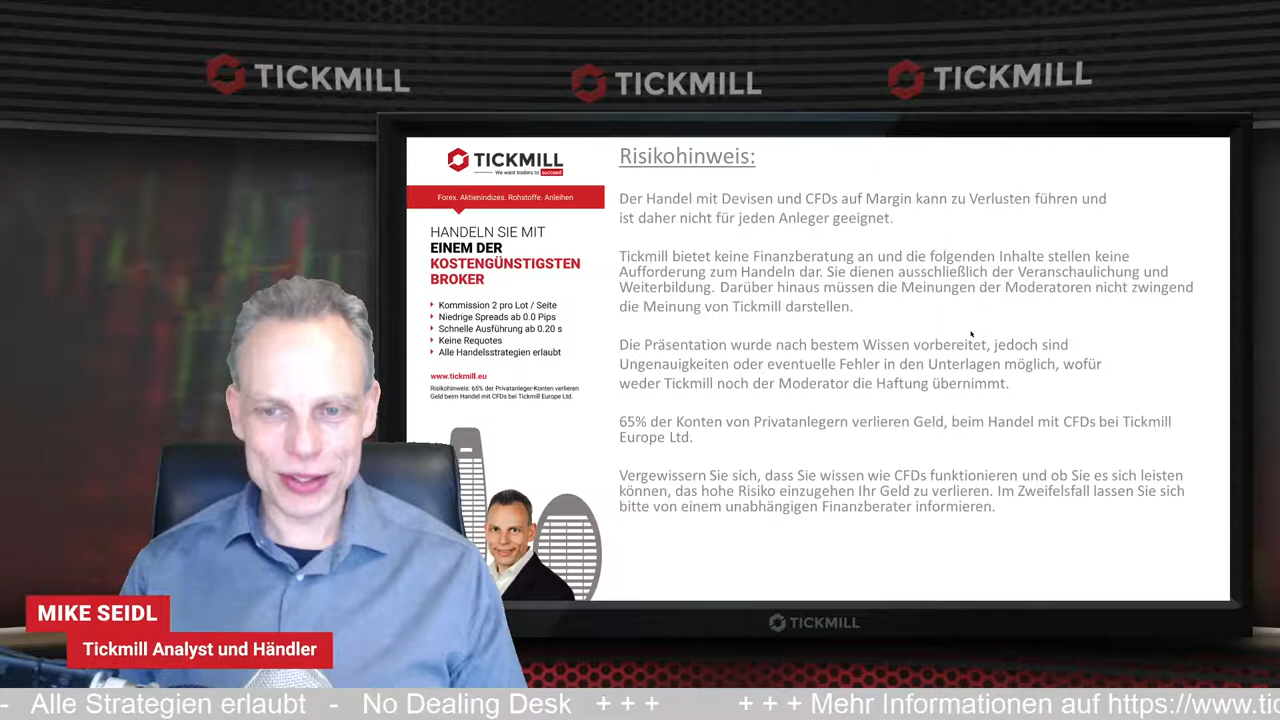 TICKMILL
TICKMILL
TICKMILL
TICKMILL
We want traders to succeed
Forex. Aktienindizes. Rohstoffe. Anleihen
HANDELN SIE MIT
EINEM DER
KOSTENGÜNSTIGSTEN
BROKER
Kommission 2 pro Lot / Seite
Niedrige Spreads ab 0.0 Pips
Schnelle Ausführung ab 0.20 s
Keine Requotes
Alle Handelsstrategien erlaubt
www.tickmill.eu
Risikohinweis: 65% der Privatanleger-Konten verlieren
Geld beim Handel mit CFDs bei Tickmill Europe Ltd.
Risikohinweis:
Der Handel mit Devisen und CFDs auf Margin kann zu Verlusten führen und
ist daher nicht für jeden Anleger geeignet.
Tickmill bietet keine Finanzberatung an und die folgenden Inhalte stellen keine
Aufforderung zum Handeln dar. Sie dienen ausschließlich der Veranschaulichung und
Weiterbildung. Darüber hinaus müssen die Meinungen der Moderatoren nicht zwingend
die Meinung von Tickmill darstellen.
Die Präsentation wurde nach bestem Wissen vorbereitet, jedoch sind
Ungenauigkeiten oder eventuelle Fehler in den Unterlagen möglich, wofür
weder Tickmill noch der Moderator die Haftung übernimmt.
65% der Konten von Privatanlegern verlieren Geld, beim Handel mit CFDs bei Tickmill
Europe Ltd.
Vergewissern Sie sich, dass Sie wissen wie CFDs funktionieren und ob Sie es sich leisten
können, das hohe Risiko einzugehen Ihr Geld zu verlieren. Im Zweifelsfall lassen Sie sich
bitte von einem unabhängigen Finanzberater informieren.
TICKMILL
MIKE SEIDL
Tickmill Analyst und Händler
- Alle Strategien erlaubt - No Dealing Desk + + + + + + Mehr Informationen auf https://www.tic